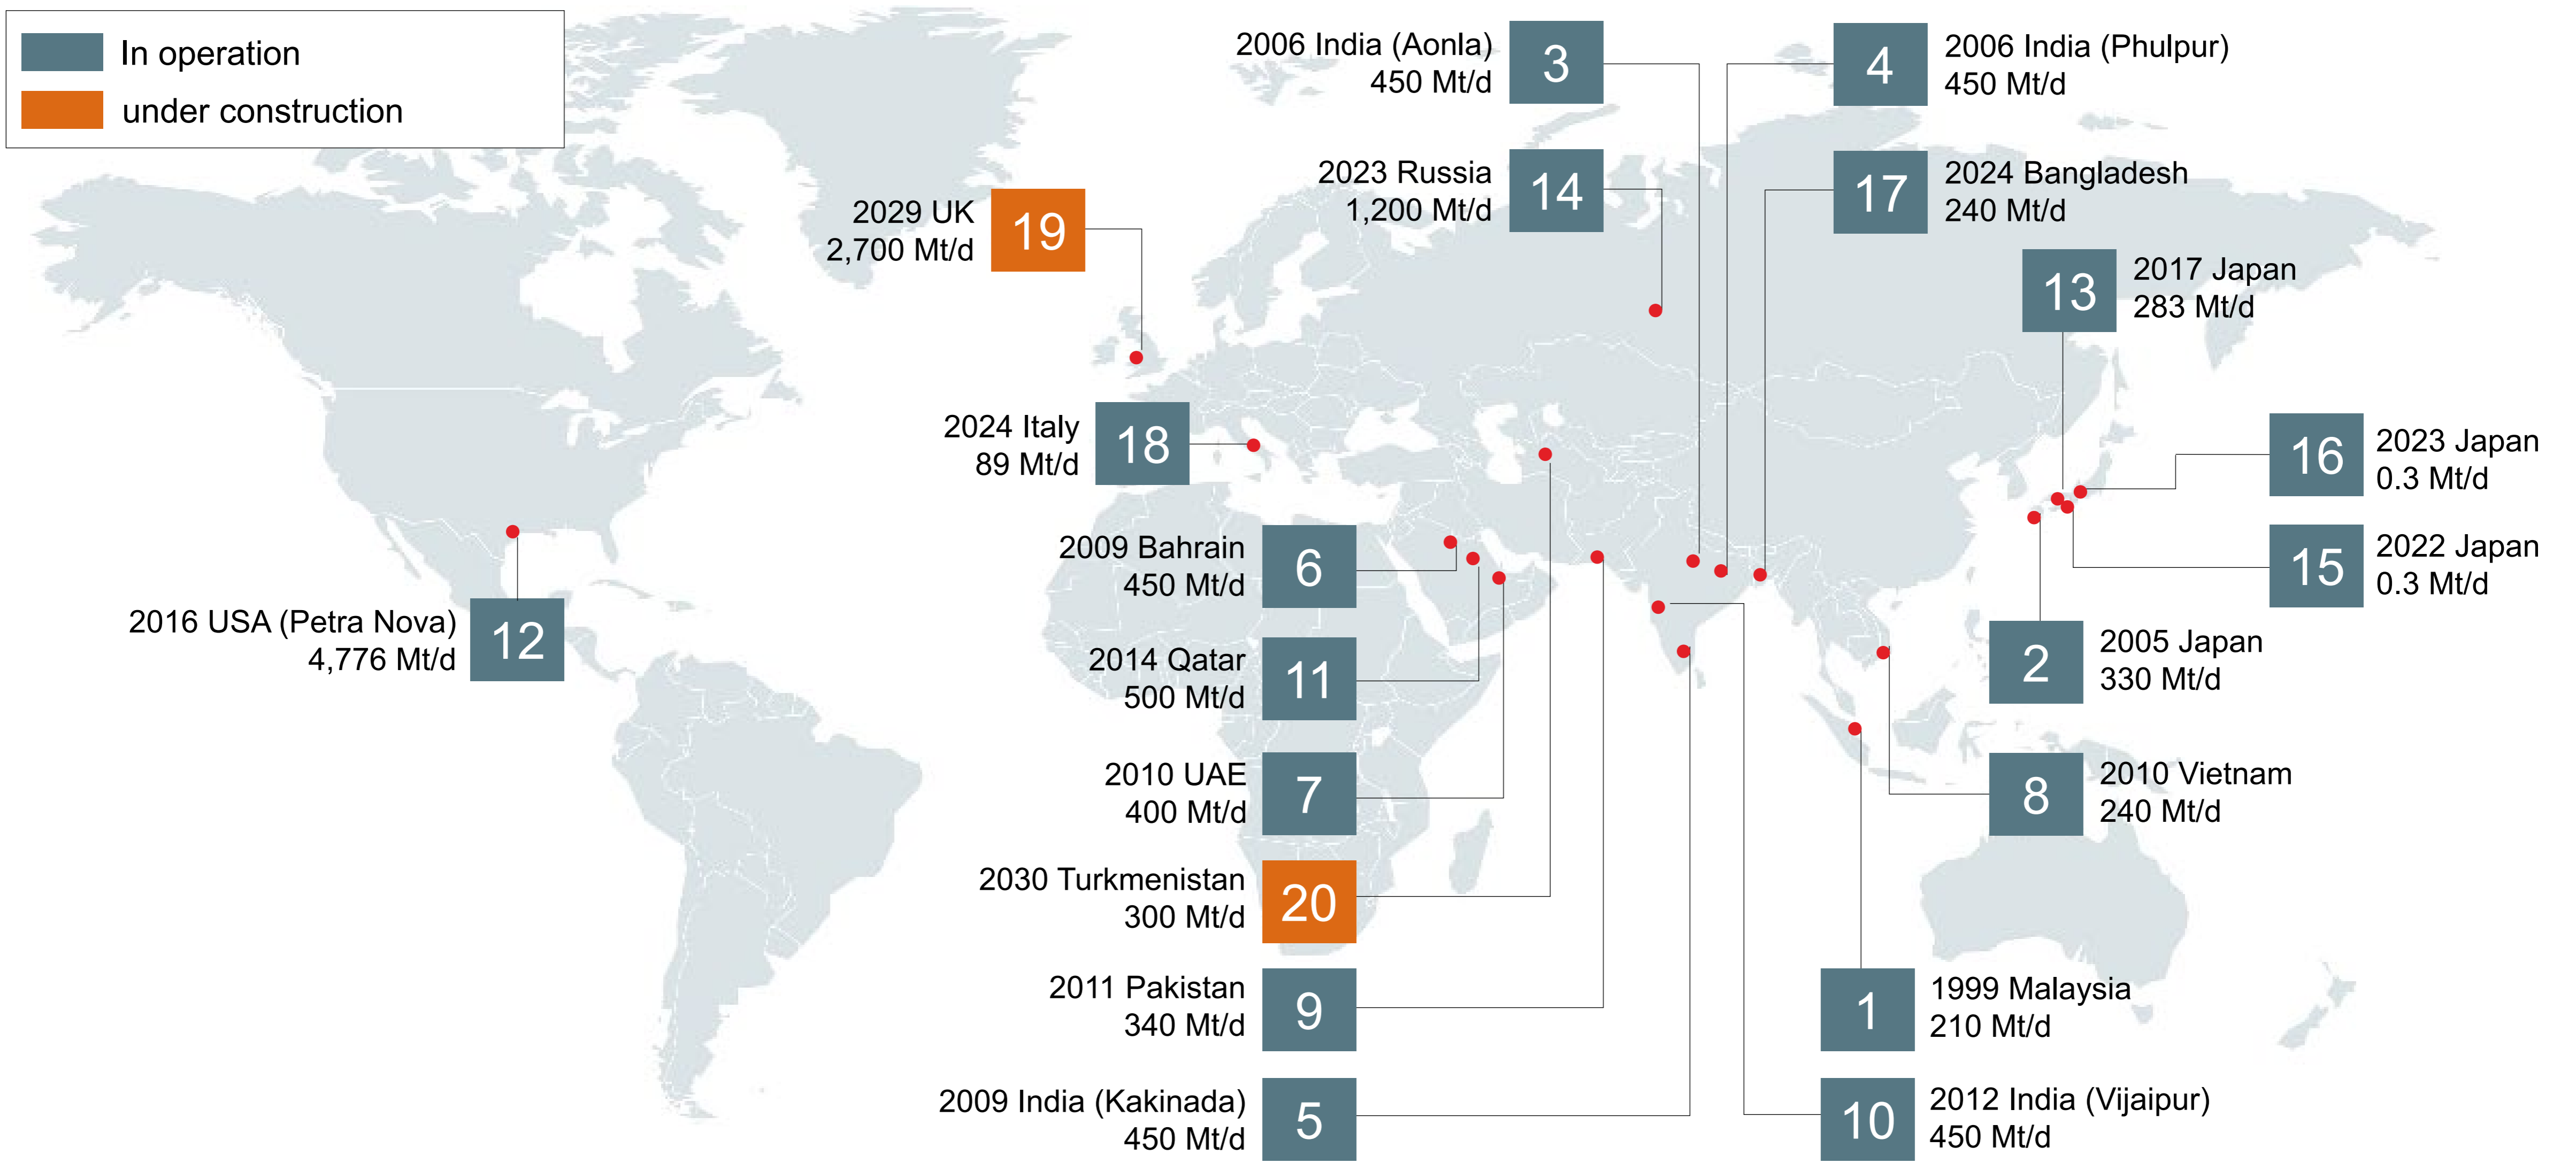 In operation
under construction
2006 India (Aonla)
450 Mt/d
3
4
2006 India (Phulpur)
450 Mt/d
2023 Russia
1,200 Mt/d
14
17
2024 Bangladesh
240 Mt/d
2029 UK
2,700 Mt/d
19
13
2017 Japan
283 Mt/d
2024 Italy
89 Mt/d
18
16
2023 Japan
0.3 Mt/d
2009 Bahrain
450 Mt/d
6
15
2022 Japan
0.3 Mt/d
2016 USA (Petra Nova)
4,776 Mt/d
12
2014 Qatar
500 Mt/d
11
2
2005 Japan
330 Mt/d
2010 UAE
400 Mt/d
7
8
2010 Vietnam
240 Mt/d
2030 Turkmenistan
300 Mt/d
20
2011 Pakistan
340 Mt/d
9
1
1999 Malaysia
210 Mt/d
2009 India (Kakinada)
450 Mt/d
5
10
2012 India (Vijaipur)
450 Mt/d